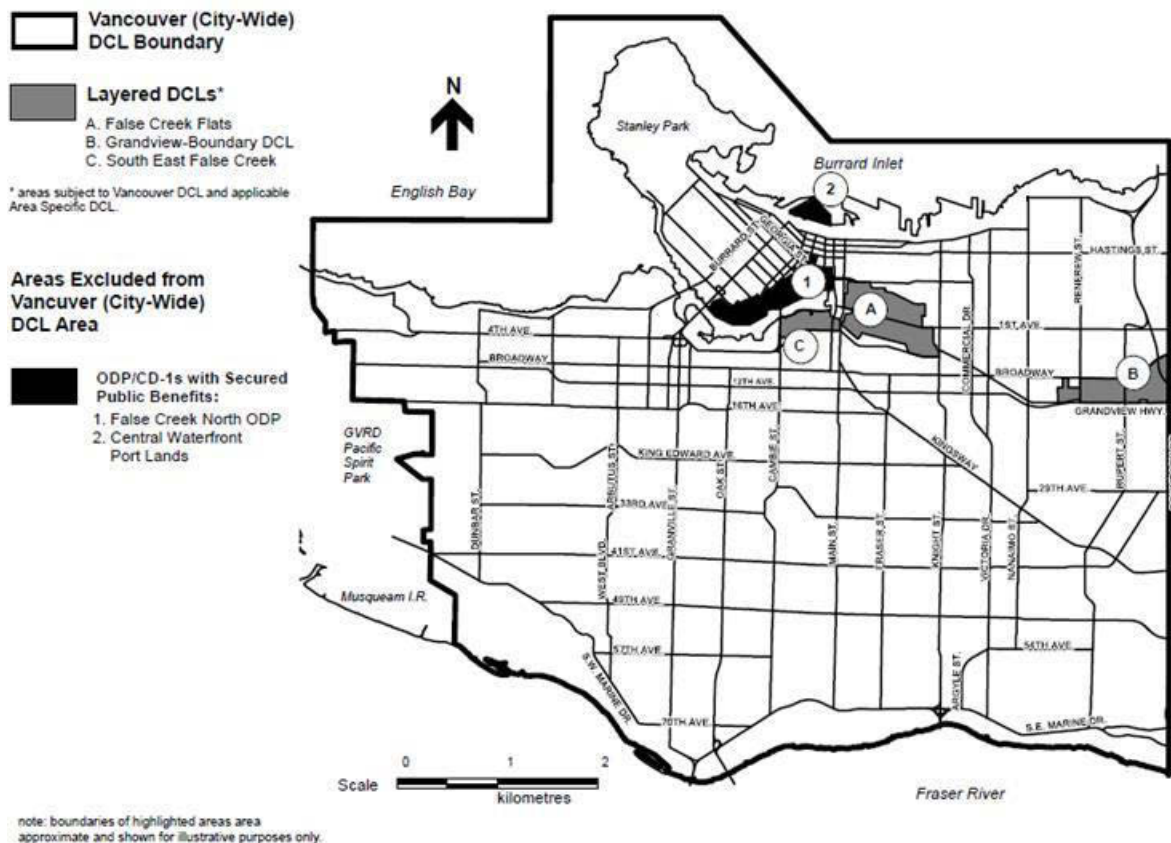 Vancouver (City-Wide)
DCL Boundary
Layered DCLs*
A. False Creek Flats
B. Grandview-Boundary DCL
C. South East False Creek
* areas subject to Vancouver DCL and applicable
Area Specific DCL.
Areas Excluded from
Vancuver (City-Wide)
DCL Area
ODP/CD-1s with Secured
Public Benefits:
1. False Creek North ODP
2. Central Waterfront
Port Lands
N
Stanley Park
English Bay
Burrard Inlet
2
GEORGIA
BURRARD ST.
HASTINGS ST.
RENEREW ST.
1
A
C
B
COMMERCIAL DR.
1ST AVE.
4TH AVE.
BROADWAY
BROADWAY
12TH AVE.
16TH AVE.
GRANDVIEW HWY.
GVRD
Pacific
Spirit
Park
KING EDWARD AVE.
KINGSWAY
DUNBAR ST.
ARBUTUS ST.
GRANVILLE ST.
OAK ST.
CAMBIE ST.
RUPERT ST.
29TH AVE.
33RD AVE.
MAIN ST.
FRASER ST.
KNIGHT ST.
VICTORIA DR.
NANAIMO ST.
41ST AVE.
WEST BLVD.
49TH AVE.
Musqueam I.R.
57TH AVE.
54TH AVE.
S.W. MARINE DR.
ARGYLE ST.
70TH AVE.
S.E. MARINE DR.
0 1 2
Scale
kilometres
Fraser River
note: boundaries of highlighted areas area
approximate and shown for illustrative purposes only.